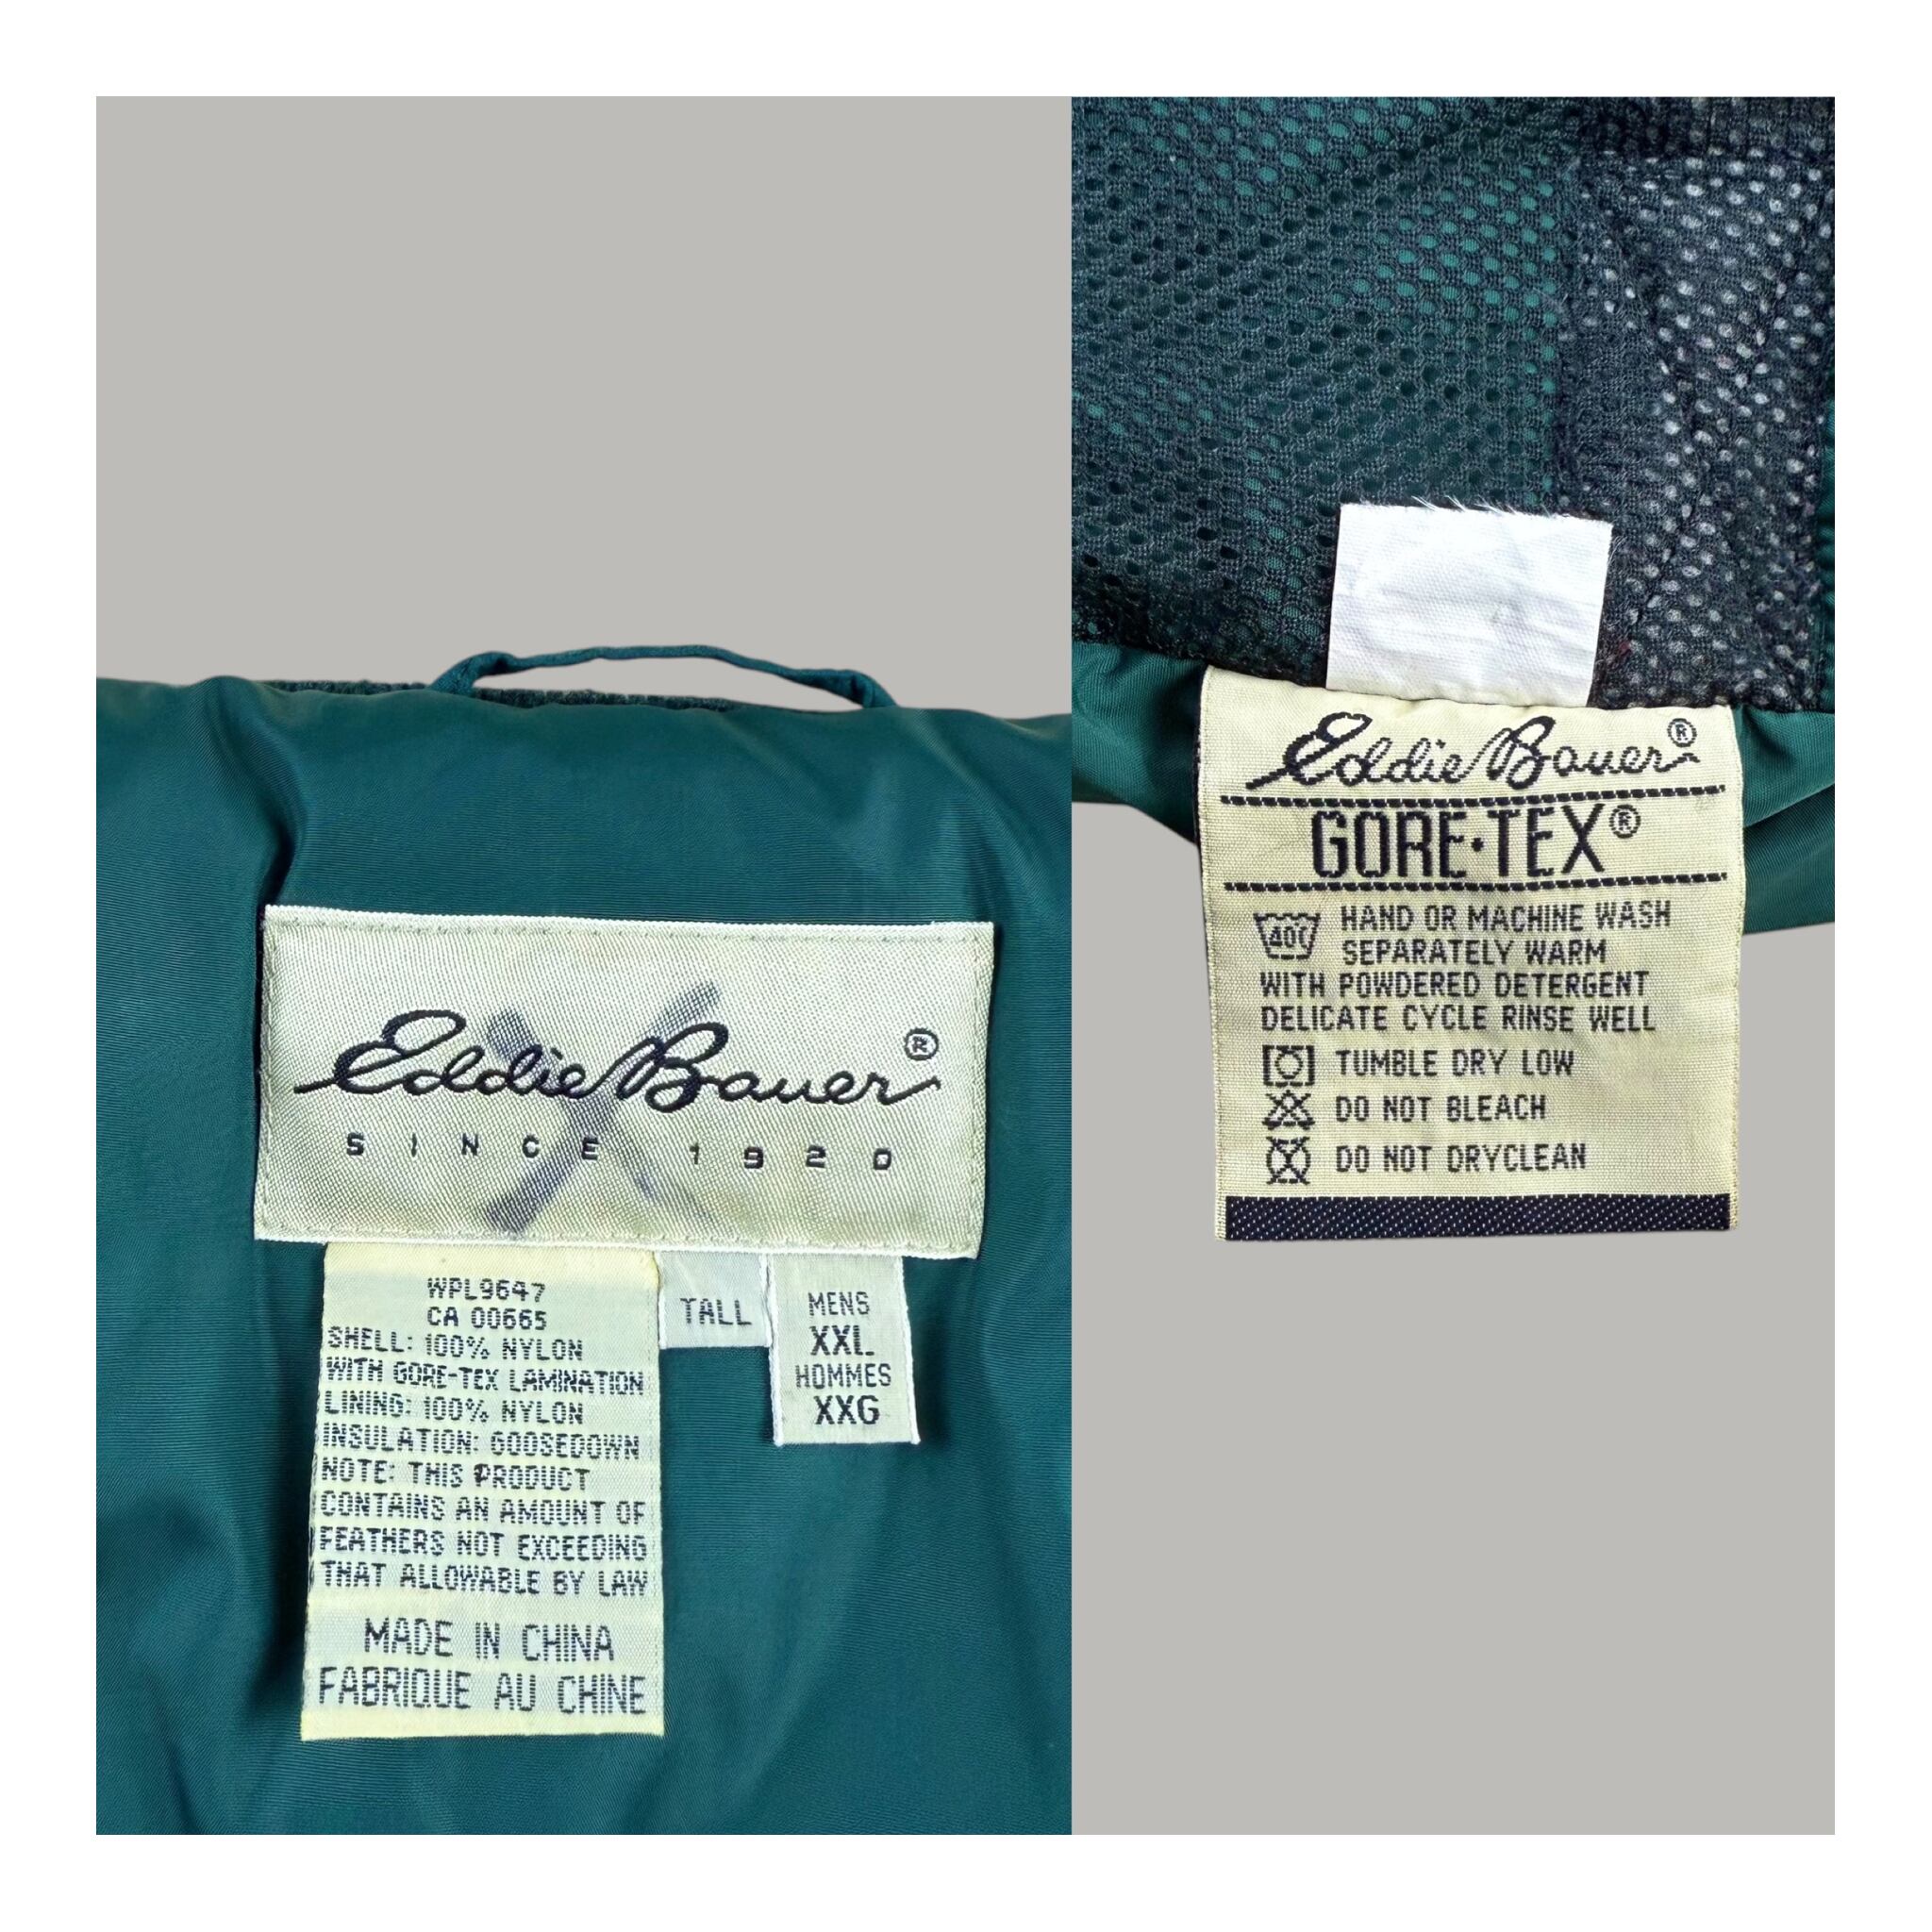 Eddie Bauer®
SINCE 1920
WPL9647
CA 00665
SHELL: 100% NYLON
WITH GORE-TEX LAMINATION
LINING: 100% NYLON
INSULATION: GOOSEDOWN
NOTE: THIS PRODUCT
CONTAINS AN AMOUNT OF
FEATHERS NOT EXCEEDING
THAT ALLOWABLE BY LAW
MADE IN CHINA
FABRIQUE AU CHINE
TALL
MENS
XXL
HOMMES
XXG
Eddie Bauer®
GORE·TEX®
40C HAND OR MACHINE WASH
SEPARATELY WARM
WITH POWDERED DETERGENT
DELICATE CYCLE RINSE WELL
TUMBLE DRY LOW
DO NOT BLEACH
DO NOT DRYCLEAN